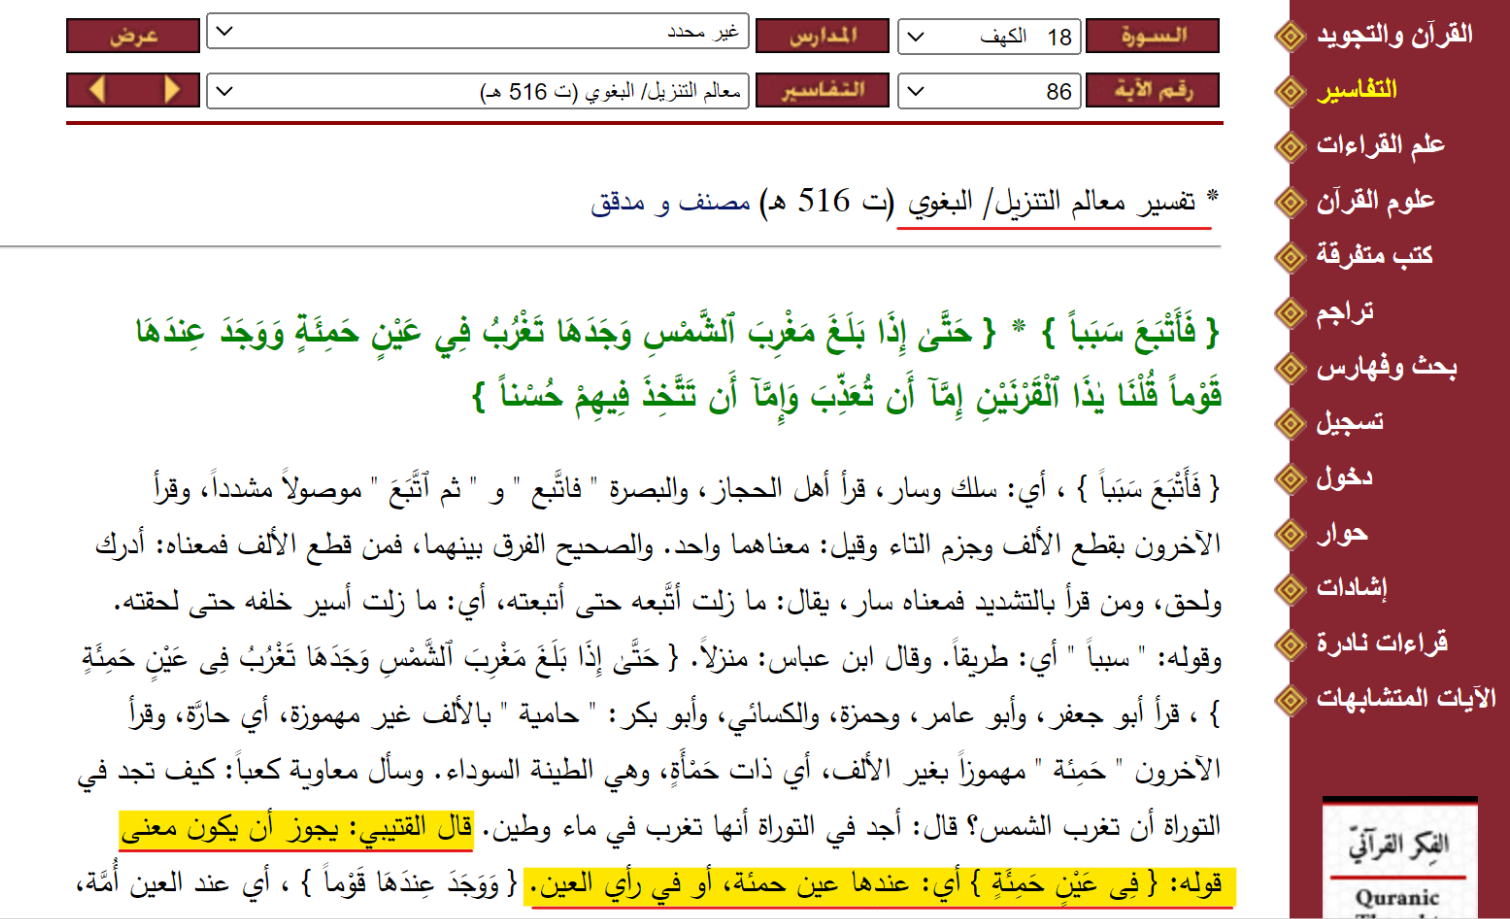 السورة
18 الكهف
المدارس
غير محدد
عرض
رقم الآية
86
التفاسير
معالم التنزيل/ البغوي (ت 516 هـ)
* تفسير معالم التنزيل/ البغوي (ت 516 هـ) مصنف و مدقق
{ فَأَتْبَعَ سَبَباً } * { حَتَّىٰ إِذَا بَلَغَ مَغْرِبَ ٱلشَّمْسِ وَجَدَهَا تَغْرُبُ فِي عَيْنٍ حَمِئَةٍ وَوَجَدَ عِندَهَا
قَوْماً قُلْنَا يٰذَا ٱلْقَرْنَيْنِ إِمَّآ أَن تُعَذِّبَ وَإِمَّآ أَن تَتَّخِذَ فِيهِمْ حُسْناً }
{ فَأَتْبَعَ سَبَباً } ، أي: سلك وسار، قرأ أهل الحجاز، والبصرة " فاتَّبع " و " ثم ٱتَّبَعَ " موصولاً مشدداً، وقرأ
الآخرون بقطع الألف وجزم التاء وقيل: معناهما واحد. والصحيح الفرق بينهما، فمن قطع الألف فمعناه: أدرك
ولحق، ومن قرأ بالتشديد فمعناه سار، يقال: ما زلت أتَّبعه حتى أتبعته، أي: ما زلت أسير خلفه حتى لحقته.
وقوله: " سبباً " أي: طريقاً. وقال ابن عباس: منزلاً. { حَتَّىٰ إِذَا بَلَغَ مَغْرِبَ ٱلشَّمْسِ وَجَدَهَا تَغْرُبُ فِى عَيْنٍ حَمِئَةٍ
} ، قرأ أبو جعفر، وأبو عامر، وحمزة، والكسائي، وأبو بكر: " حامية " بالألف غير مهموزة، أي حارَّة، وقرأ
الآخرون " حَمِئة " مهموزاً بغير الألف، أي ذات حَمْأَةٍ، وهي الطينة السوداء. وسأل معاوية كعباً: كيف تجد في
التوراة أن تغرب الشمس؟ قال: أجد في التوراة أنها تغرب في ماء وطين. قال القتيبي: يجوز أن يكون معنى
قوله: { فِى عَيْنٍ حَمِئَةٍ } أي: عندها عين حمئة، أو في رأي العين. { وَوَجَدَ عِندَهَا قَوْماً } ، أي عند العين أُمَّة،
القرآن والتجويد
التفاسير
علم القراءات
علوم القرآن
كتب متفرقة
تراجم
بحث وفهارس
تسجيل
دخول
حوار
إشادات
قراءات نادرة
الآيات المتشابهات
الفِكر القرآنيّ
Quranic